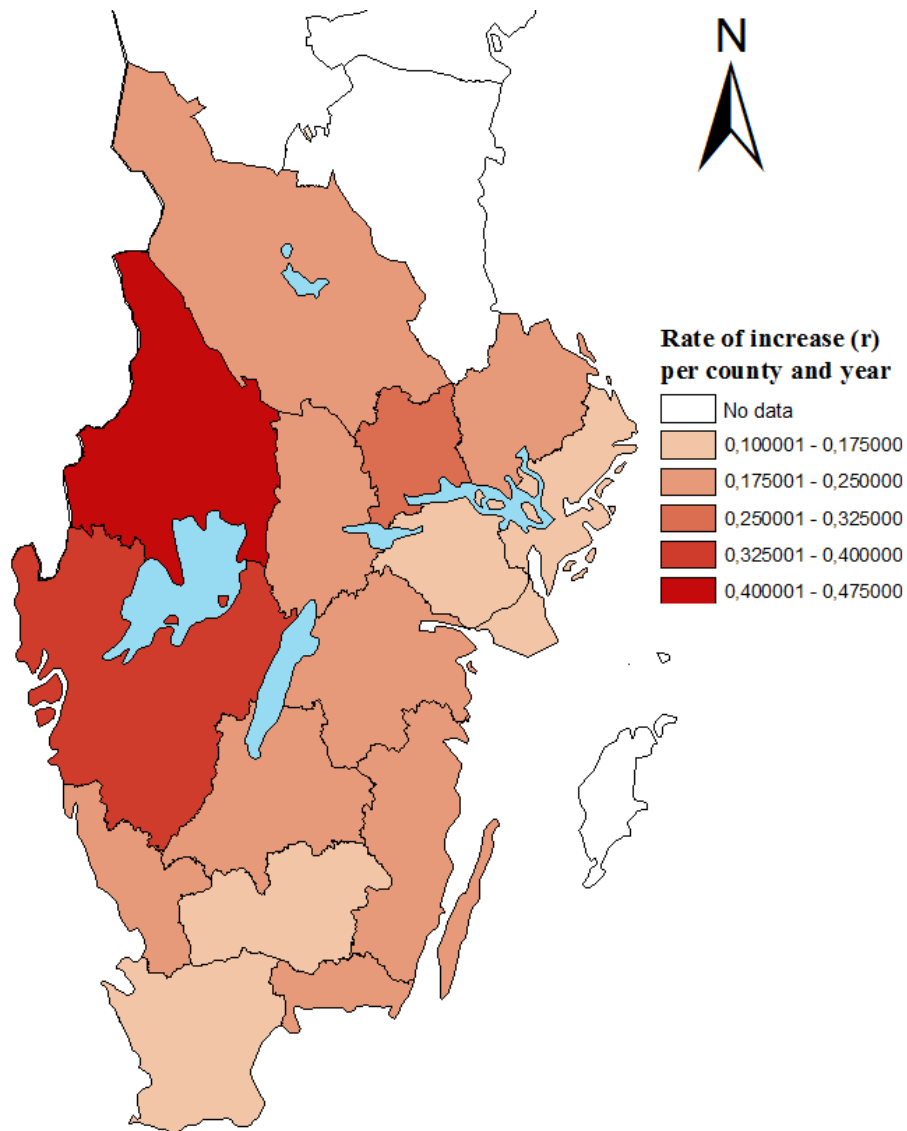 N
Rate of increase (r)
per county and year
No data
0,100001 - 0,175000
0,175001 - 0,250000
0,250001 - 0,325000
0,325001 - 0,400000
0,400001 - 0,475000